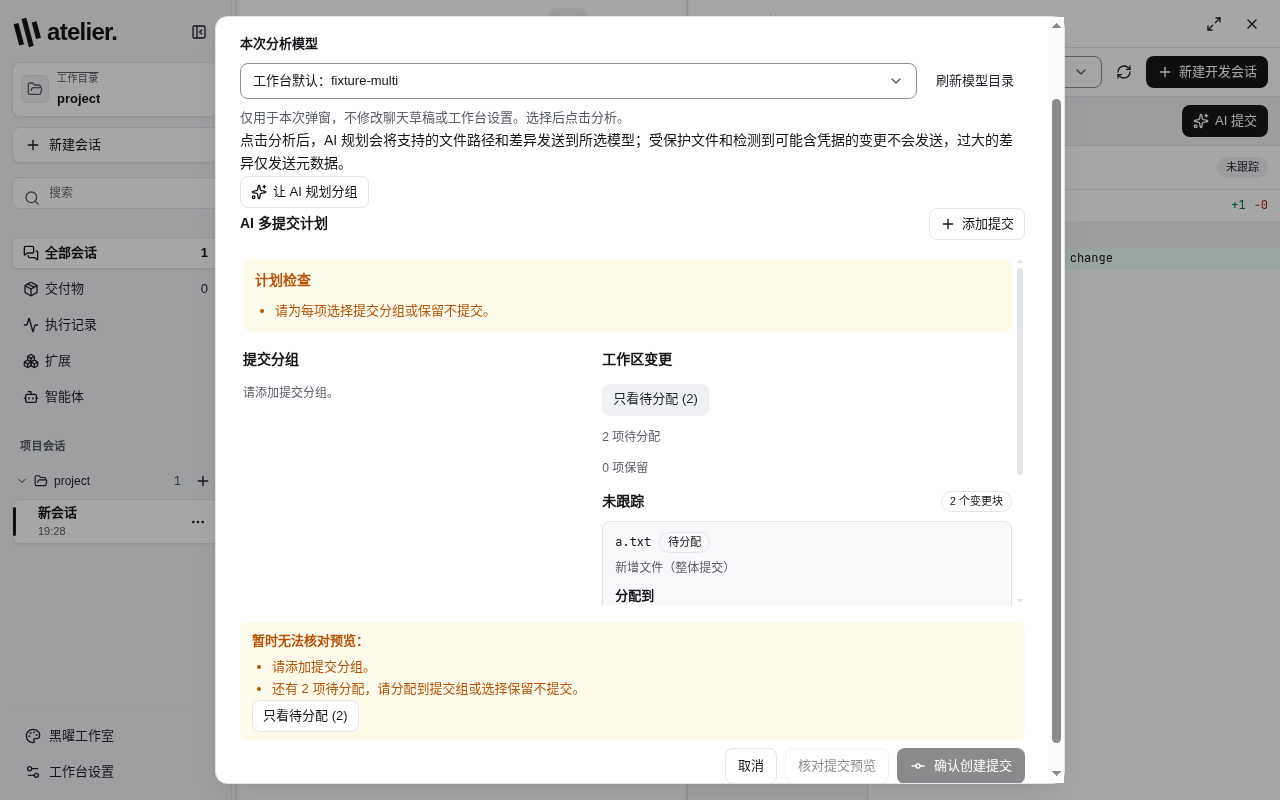 atelier.
工作目录
project
新建会话
搜索
全部会话 1
交付物 0
执行记录
扩展
智能体
项目会话
project 1
新会话
19:28
黑曜工作室
工作台设置
本次分析模型
工作台默认：fixture-multi
刷新模型目录
仅用于本次弹窗，不修改聊天草稿或工作台设置。选择后点击分析。
点击分析后，AI 规划会将支持的文件路径和差异发送到所选模型；受保护文件和检测到可能含凭据的变更不会发送，过大的差
异仅发送元数据。
让 AI 规划分组
AI 多提交计划
添加提交
计划检查
请为每项选择提交分组或保留不提交。
提交分组
请添加提交分组。
工作区变更
只看待分配 (2)
2 项待分配
0 项保留
未跟踪
2 个变更块
a.txt 待分配
新增文件（整体提交）
分配到
暂时无法核对预览：
请添加提交分组。
还有 2 项待分配，请分配到提交组或选择保留不提交。
只看待分配 (2)
取消
核对提交预览
确认创建提交
新建开发会话
AI 提交
未跟踪
+1 -0
change